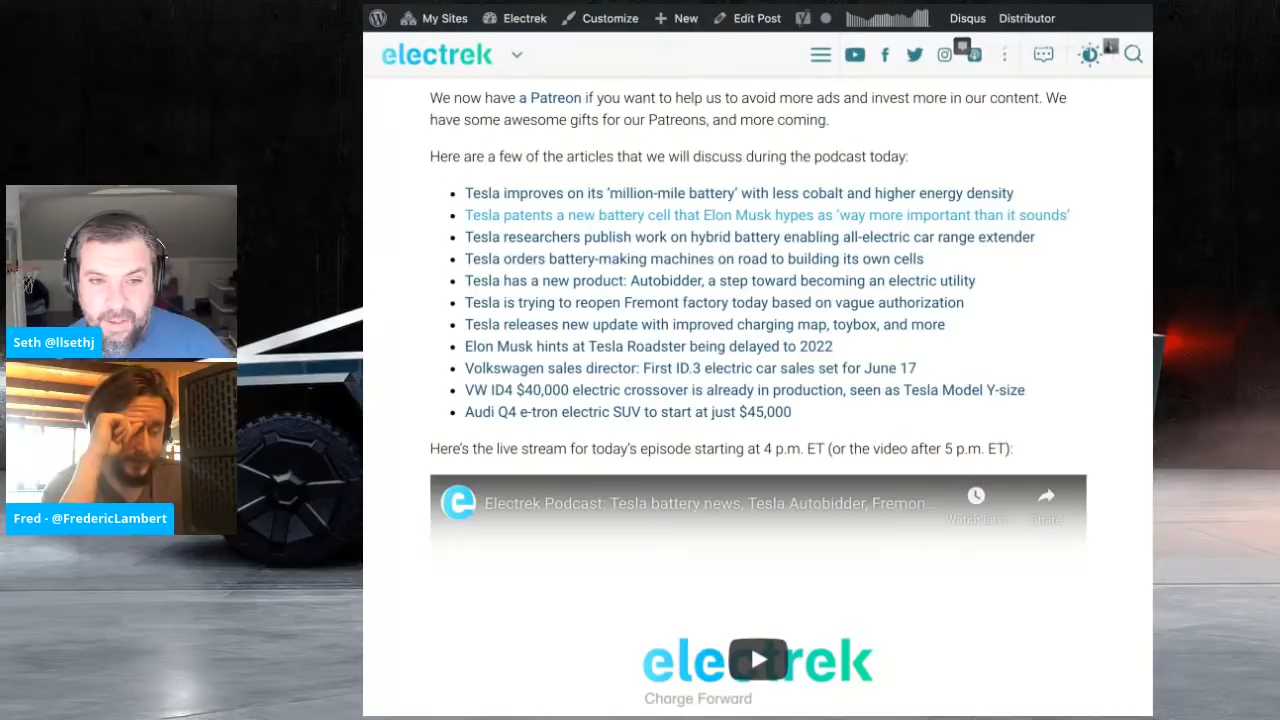 My Sites Electrek Customize New Edit Post Disqus Distributor
electrek
We now have a Patreon if you want to help us to avoid more ads and invest more in our content. We
have some awesome gifts for our Patreons, and more coming.
Here are a few of the articles that we will discuss during the podcast today:
Tesla improves on its ‘million-mile battery’ with less cobalt and higher energy density
Tesla patents a new battery cell that Elon Musk hypes as ‘way more important than it sounds’
Tesla researchers publish work on hybrid battery enabling all-electric car range extender
Tesla orders battery-making machines on road to building its own cells
Tesla has a new product: Autobidder, a step toward becoming an electric utility
Tesla is trying to reopen Fremont factory today based on vague authorization
Tesla releases new update with improved charging map, toybox, and more
Elon Musk hints at Tesla Roadster being delayed to 2022
Volkswagen sales director: First ID.3 electric car sales set for June 17
VW ID4 $40,000 electric crossover is already in production, seen as Tesla Model Y-size
Audi Q4 e-tron electric SUV to start at just $45,000
Here’s the live stream for today’s episode starting at 4 p.m. ET (or the video after 5 p.m. ET):
Electrek Podcast: Tesla battery news, Tesla Autobidder, Fremon...
Watch later Share
electrek
Charge Forward
Seth @llsethj
Fred - @FredericLambert